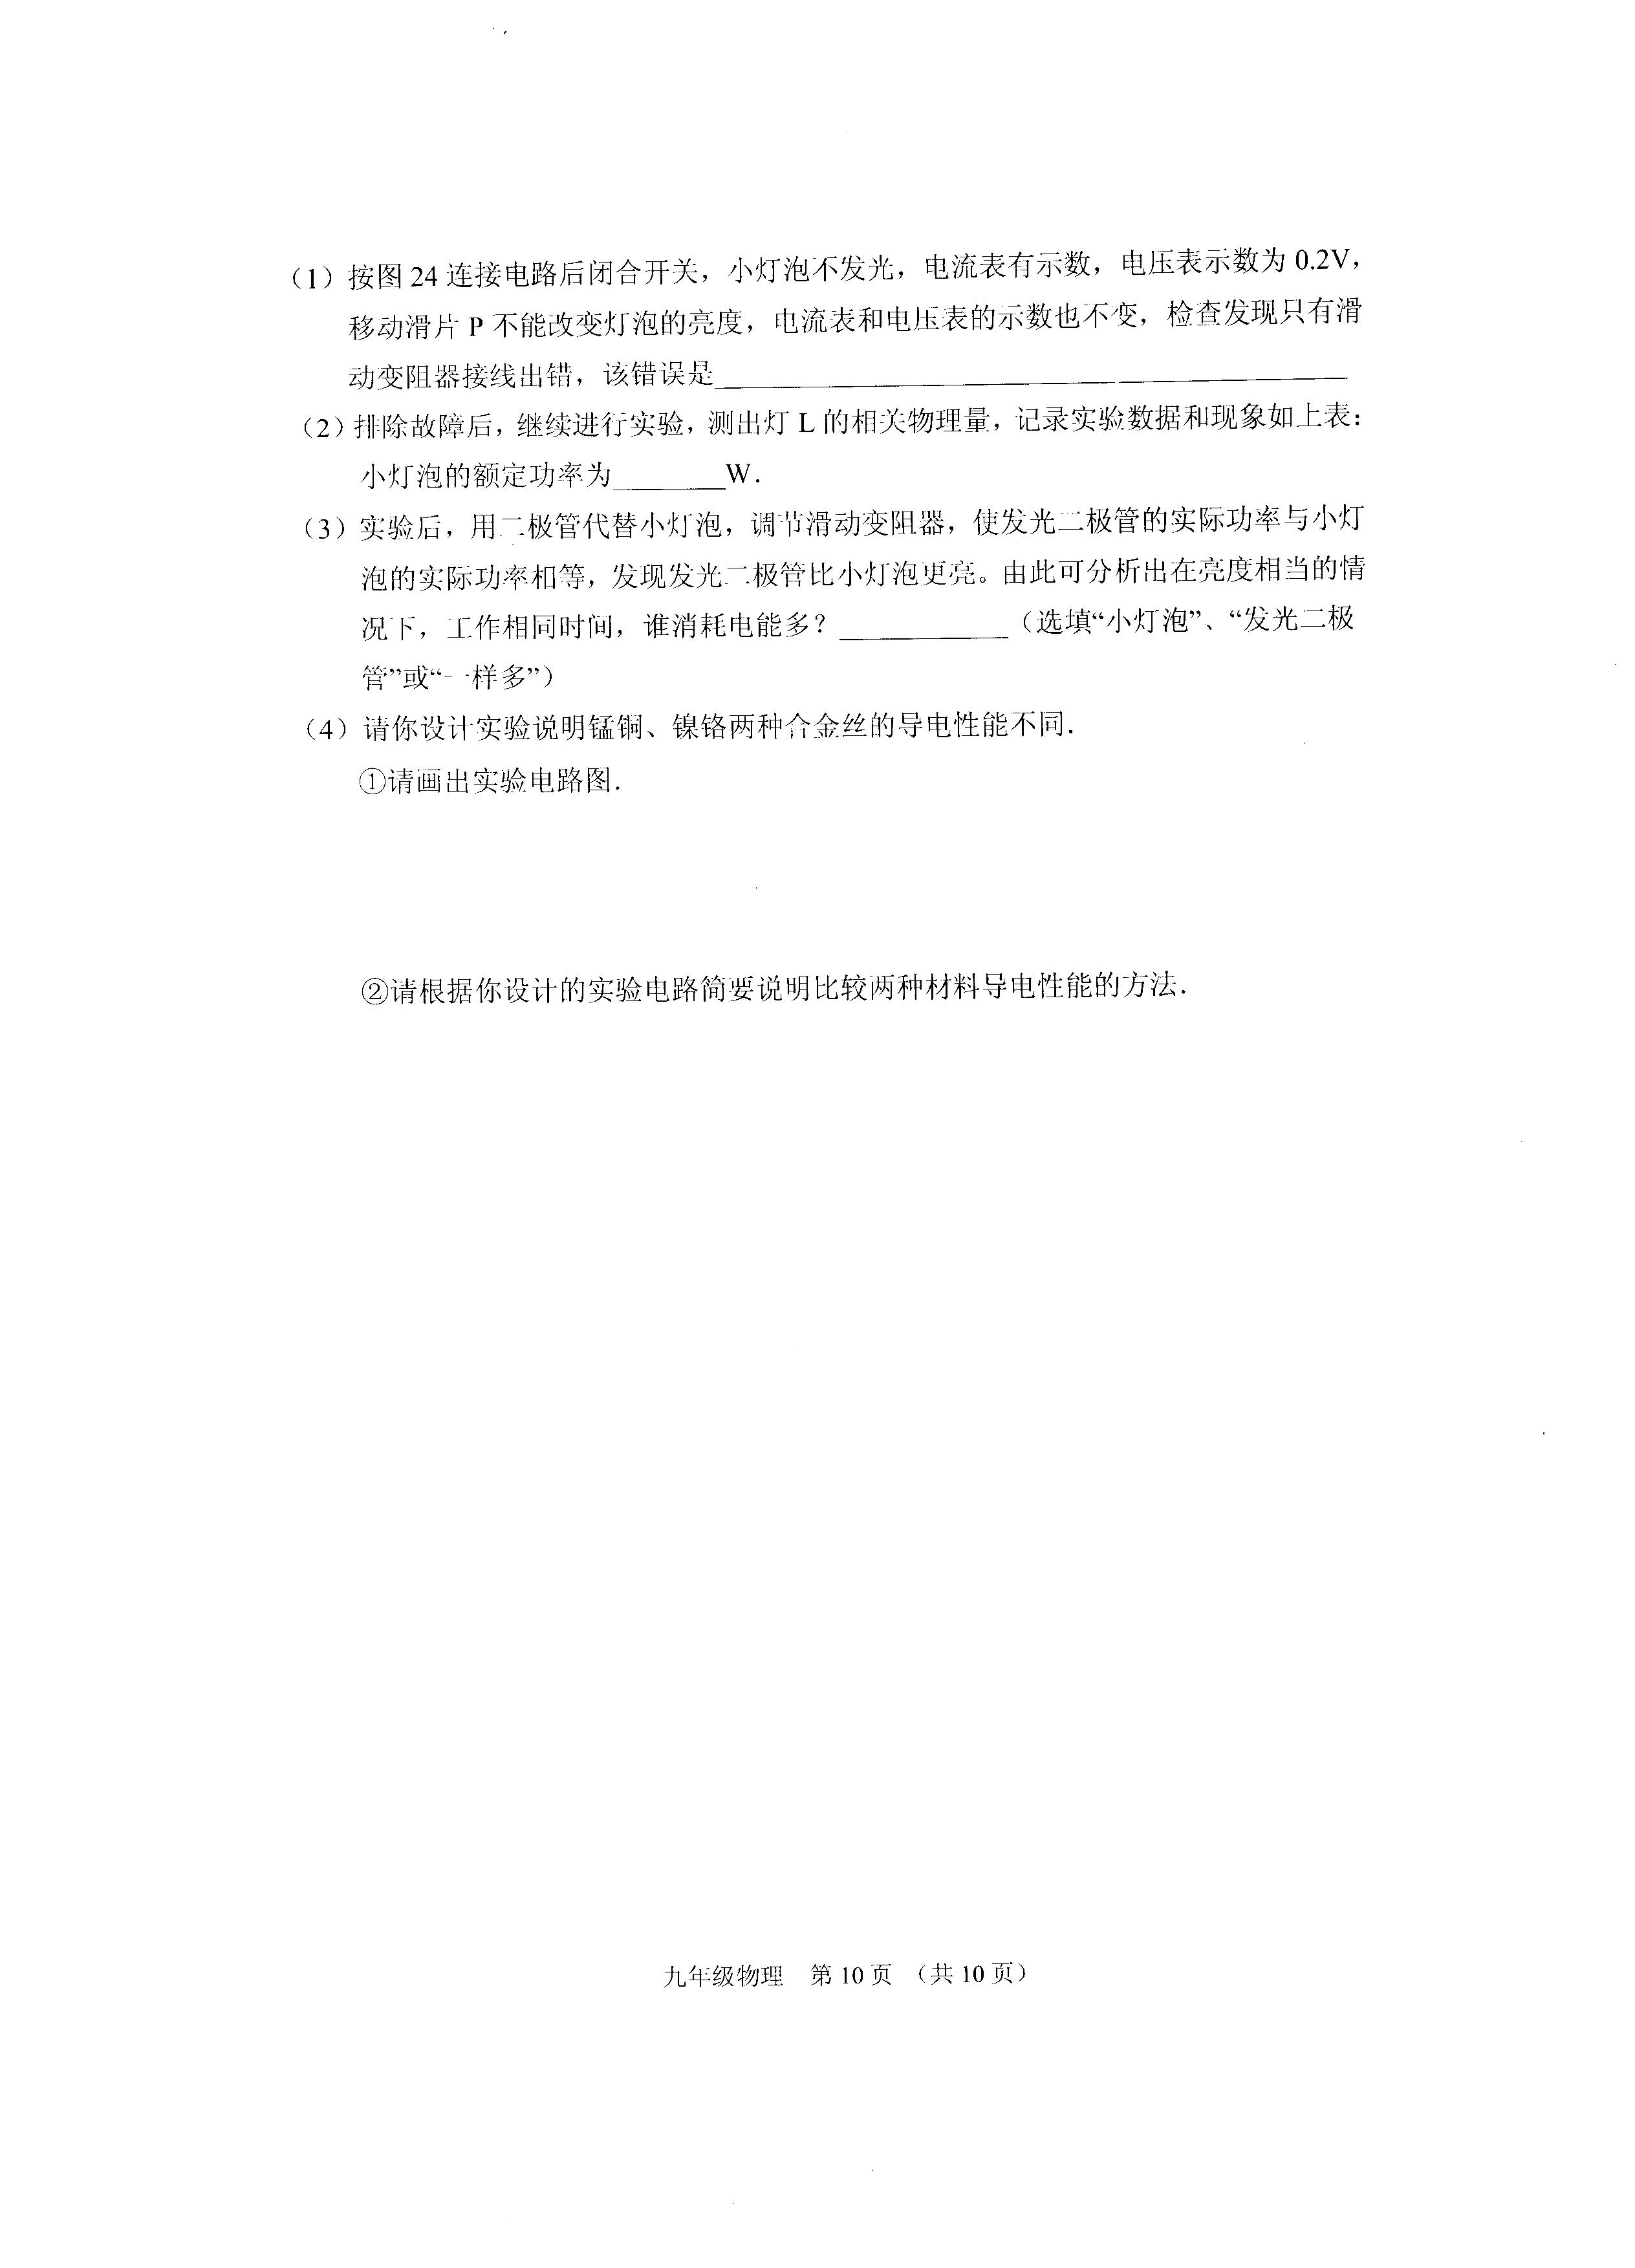 （1）按图 24 连接电路后闭合开关，小灯泡不发光，电流表有示数，电压表示数为 0.2V，
移动滑片 P 不能改变灯泡的亮度，电流表和电压表的示数也不变，检查发现只有滑
动变阻器接线出错，该错误是____________________
（2）排除故障后，继续进行实验，测出灯 L 的相关物理量，记录实验数据和现象如上表：
小灯泡的额定功率为________W．
（3）实验后，用二极管代替小灯泡，调节滑动变阻器，使发光二极管的实际功率与小灯
泡的实际功率相等，发现发光二极管比小灯泡更亮。由此可分析出在亮度相当的情
况下，工作相同时间，谁消耗电能多？____________（选填“小灯泡”、“发光二极
管”或“一样多”）
（4）请你设计实验说明锰铜、镍铬两种合金丝的导电性能不同．
①请画出实验电路图．
②请根据你设计的实验电路简要说明比较两种材料导电性能的方法．
九年级物理 第 10 页 （共 10 页）